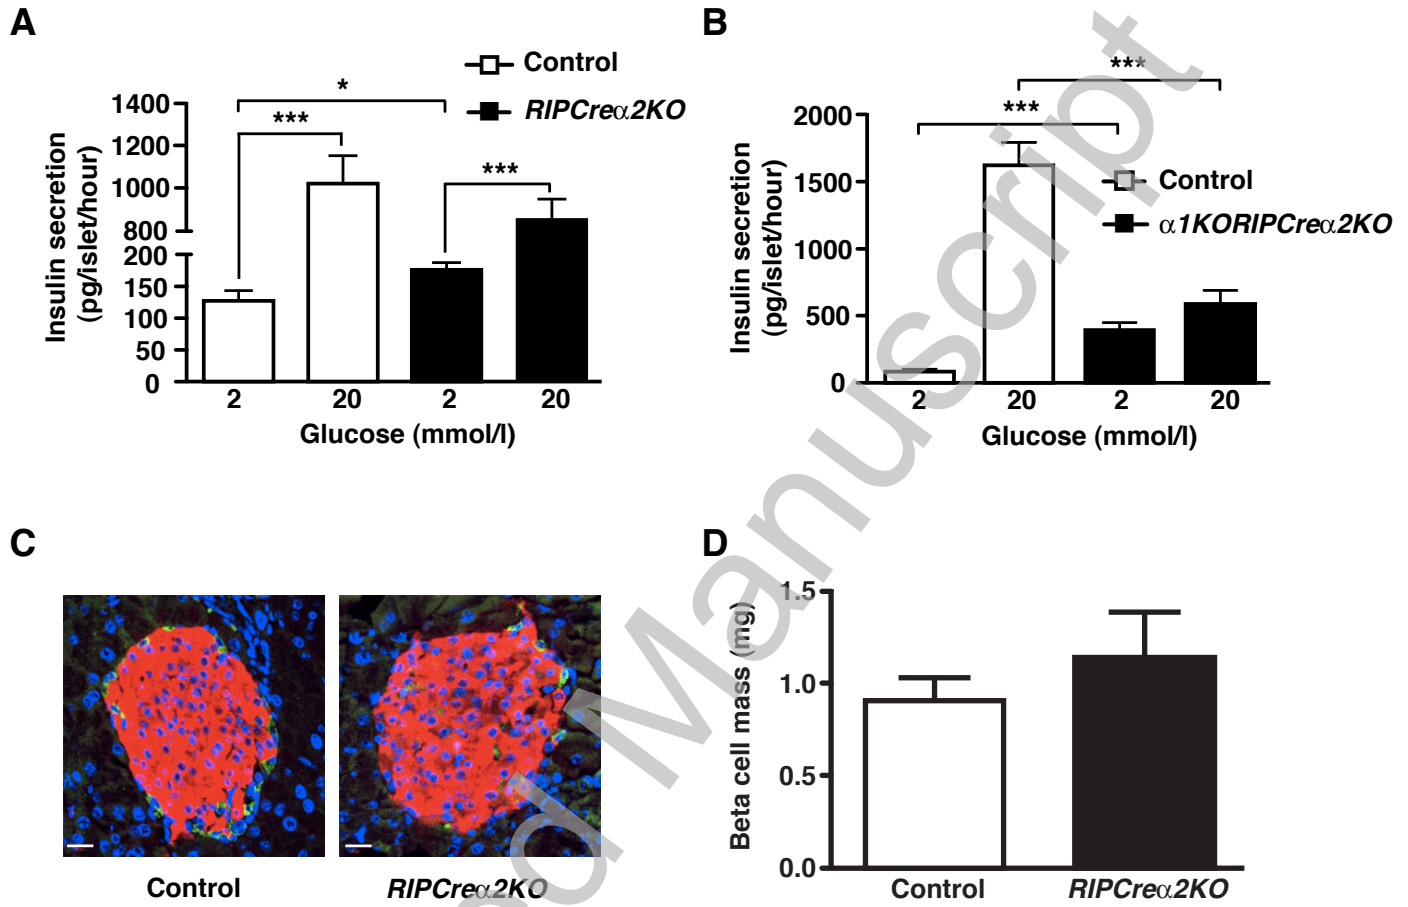 A
Control
RIPCreα2KO
*
***
***
1400
1200
1000
800
200
150
100
50
0
Insulin secretion
(pg/islet/hour)
2 20 2 20
Glucose (mmol/l)
B
***
***
Control
α1KORIPCreα2KO
2000
1500
1000
500
0
Insulin secretion
(pg/islet/hour)
2 20 2 20
Glucose (mmol/l)
C
Control RIPCreα2KO
D
1.5
1.0
0.5
0.0
Beta cell mass (mg)
Control RIPCreα2KO
Manuscript